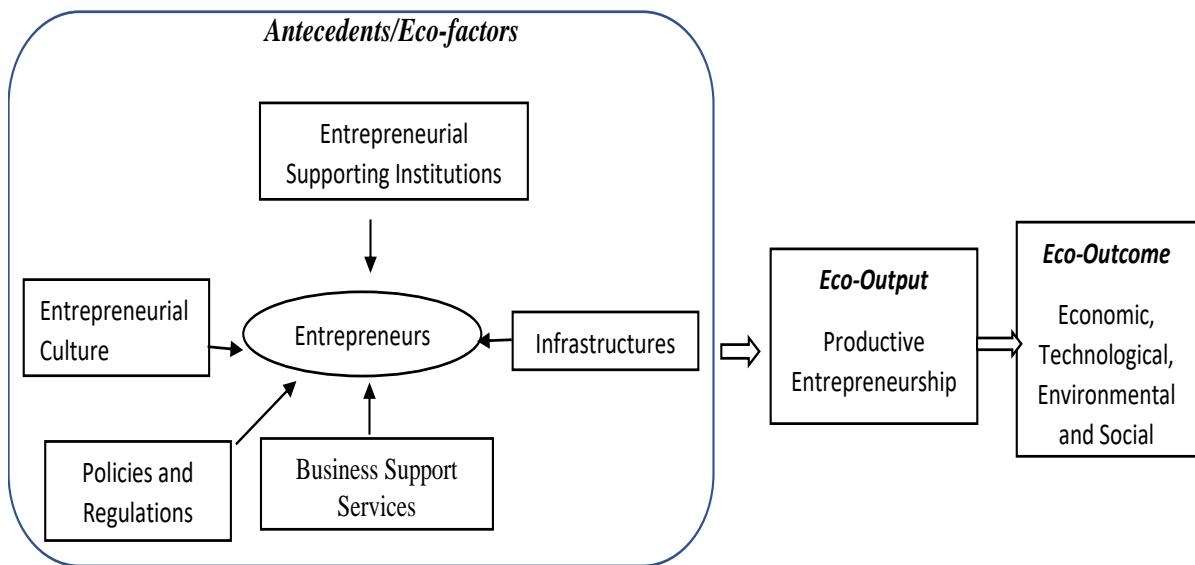 Antecedents/Eco-factors
Entrepreneurial
Supporting Institutions
Entrepreneurial
Culture
Entrepreneurs
Infrastructures
Policies and
Regulations
Business Support
Services
Eco-Output
Productive
Entrepreneurship
Eco-Outcome
Economic,
Technological,
Environmental
and Social